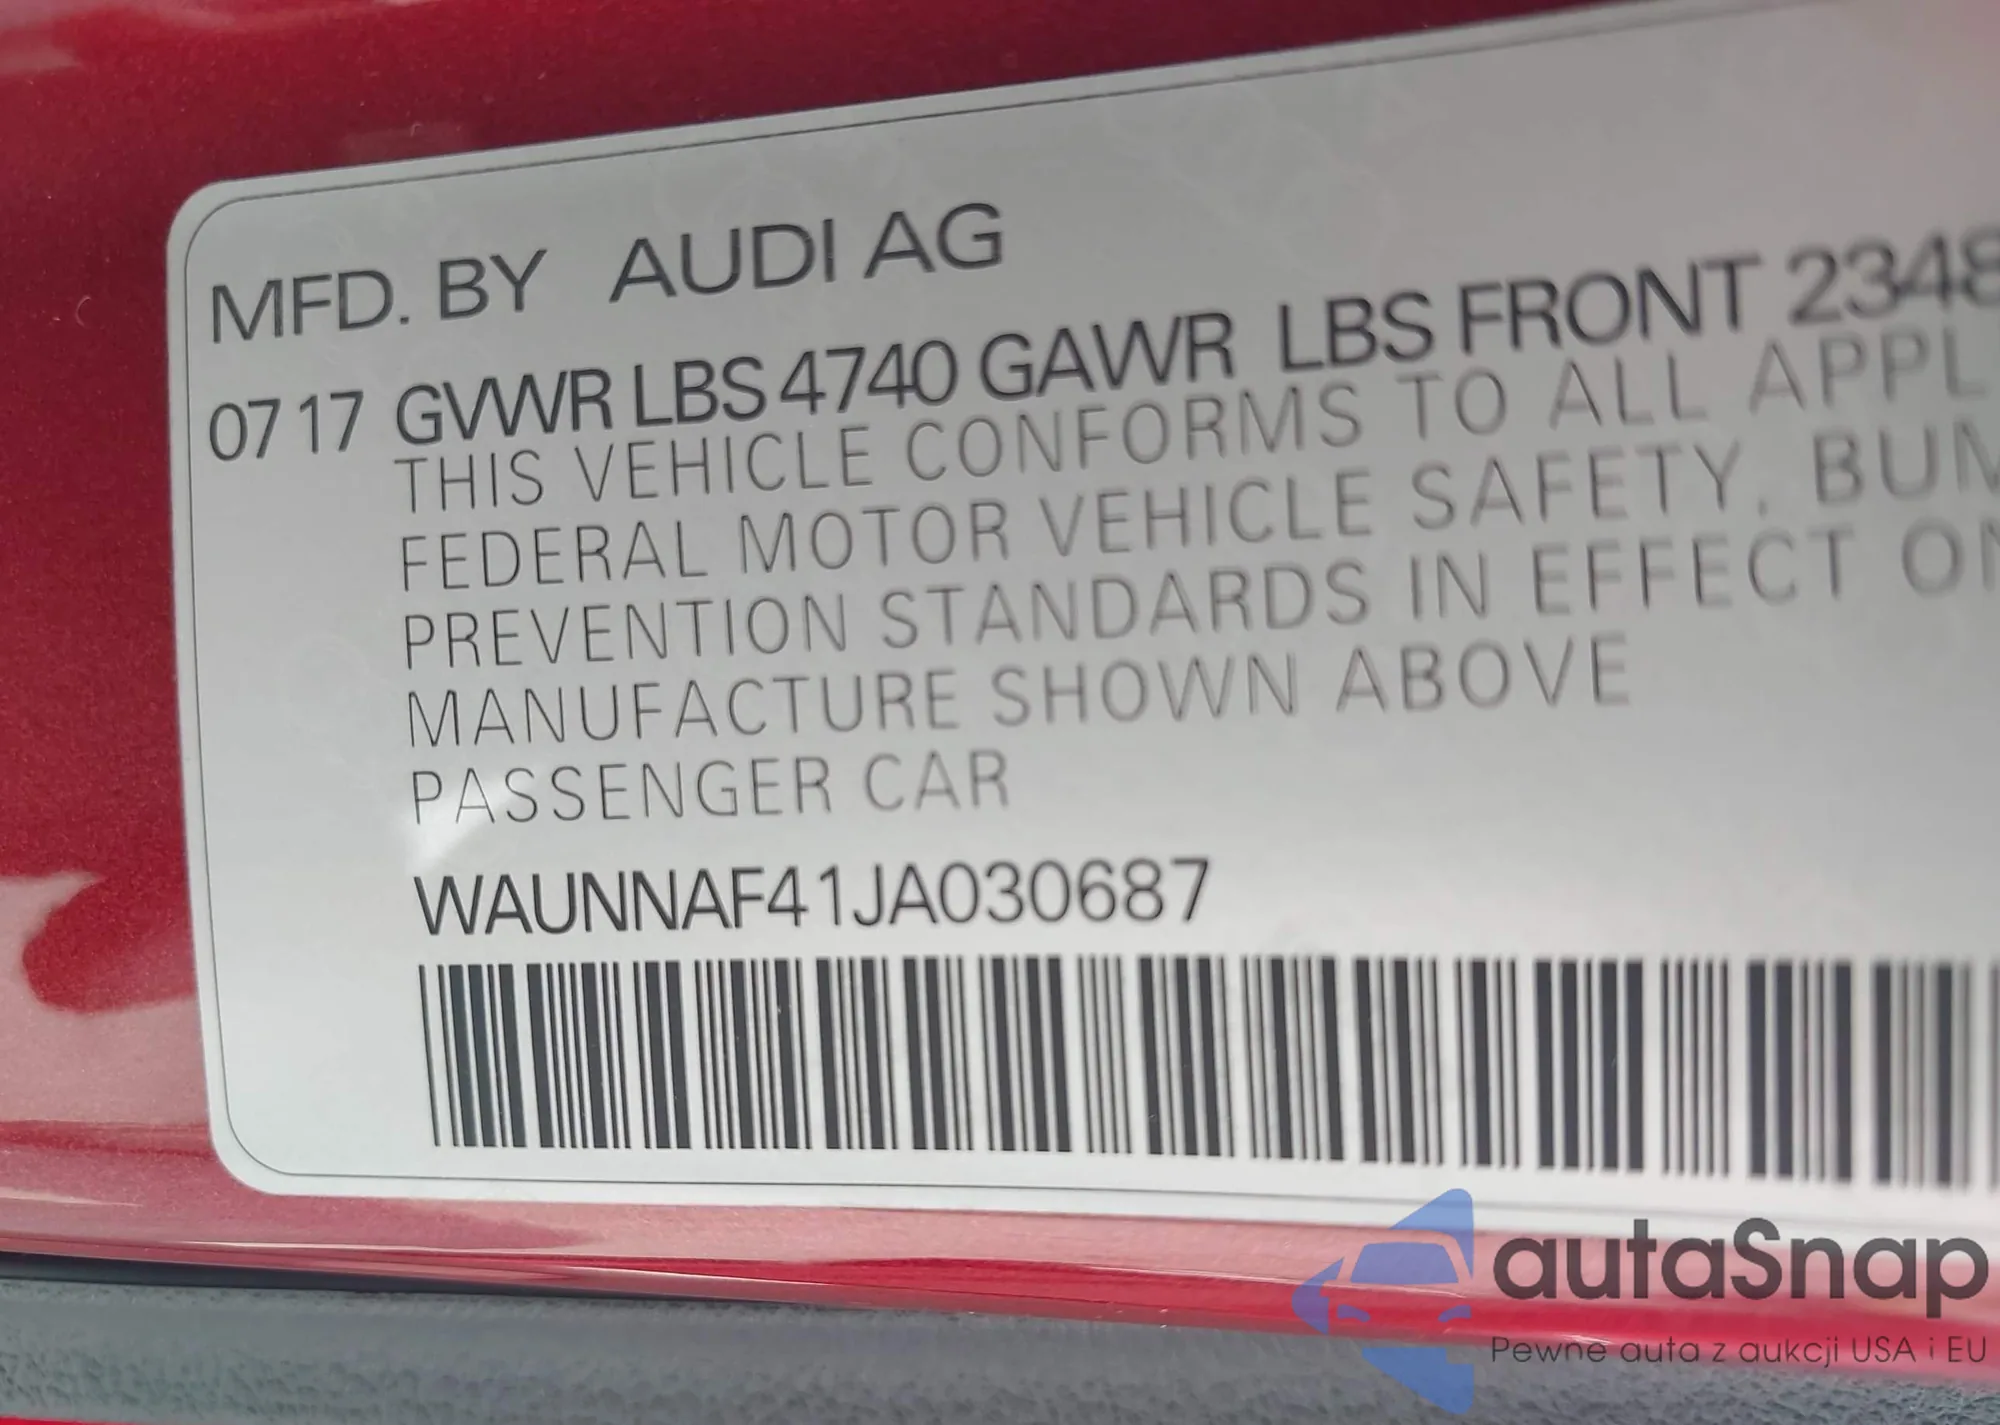 MFD. BY AUDI AG
07 17 GVWR LBS 4740 GAWR LBS FRONT 2348
THIS VEHICLE CONFORMS TO ALL APPL
FEDERAL MOTOR VEHICLE SAFETY, BUM
PREVENTION STANDARDS IN EFFECT ON
MANUFACTURE SHOWN ABOVE
PASSENGER CAR
WAUNNAF41JA030687
autaSnap
Pewne auta z aukcji USA i EU